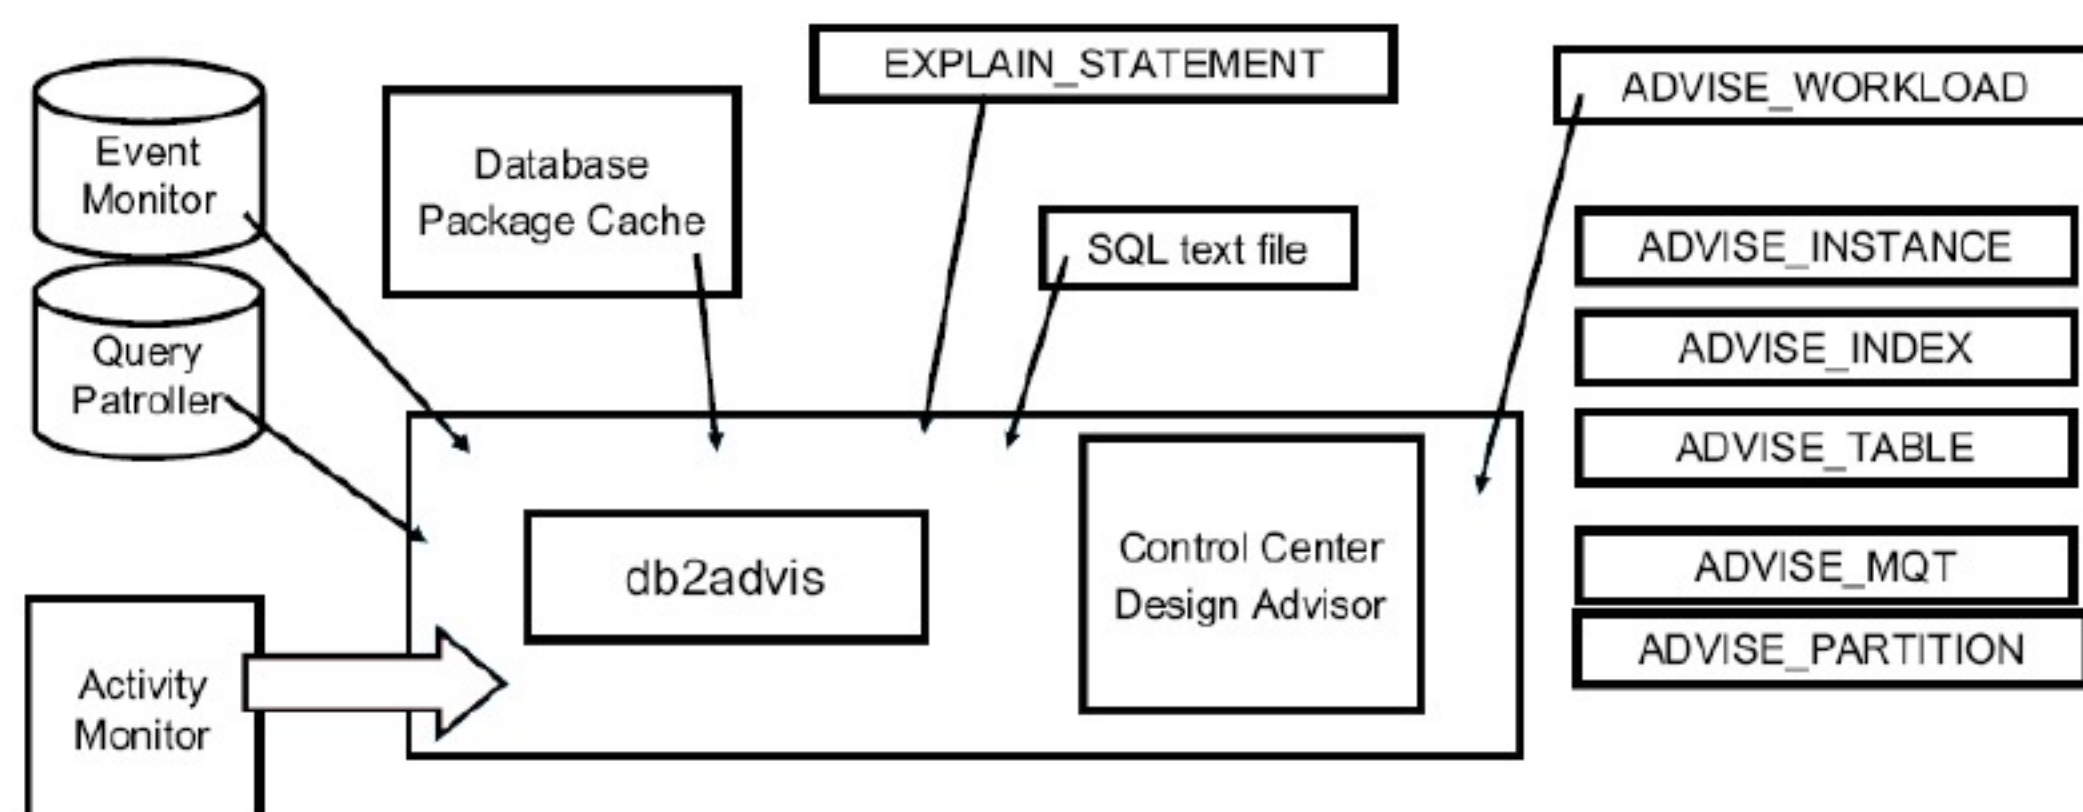 EXPLAIN_STATEMENT
ADVISE_WORKLOAD
Event
Monitor
Database
Package Cache
SQL text file
ADVISE_INSTANCE
Query
Patroller
ADVISE_INDEX
ADVISE_TABLE
db2advis
Control Center
Design Advisor
ADVISE_MQT
ADVISE_PARTITION
Activity
Monitor